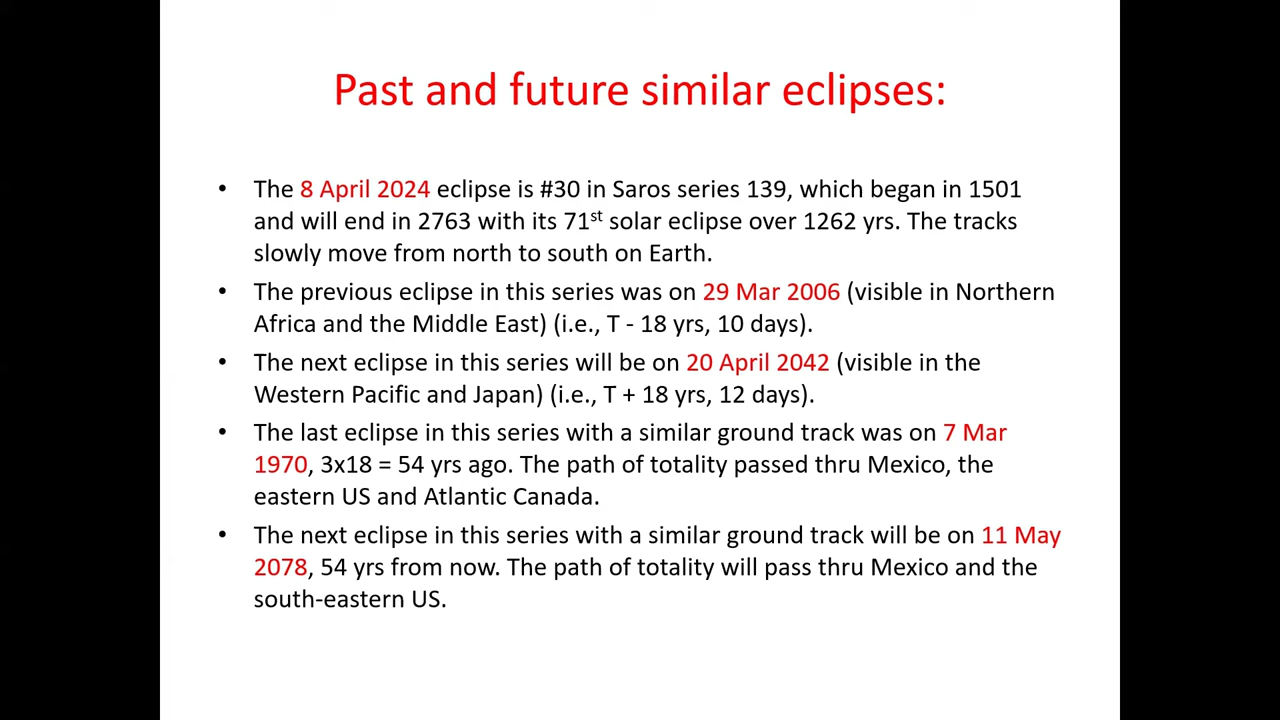 Past and future similar eclipses:
• The 8 April 2024 eclipse is #30 in Saros series 139, which began in 1501
and will end in 2763 with its 71st solar eclipse over 1262 yrs. The tracks
slowly move from north to south on Earth.
• The previous eclipse in this series was on 29 Mar 2006 (visible in Northern
Africa and the Middle East) (i.e., T - 18 yrs, 10 days).
• The next eclipse in this series will be on 20 April 2042 (visible in the
Western Pacific and Japan) (i.e., T + 18 yrs, 12 days).
• The last eclipse in this series with a similar ground track was on 7 Mar
1970, 3x18 = 54 yrs ago. The path of totality passed thru Mexico, the
eastern US and Atlantic Canada.
• The next eclipse in this series with a similar ground track will be on 11 May
2078, 54 yrs from now. The path of totality will pass thru Mexico and the
south-eastern US.